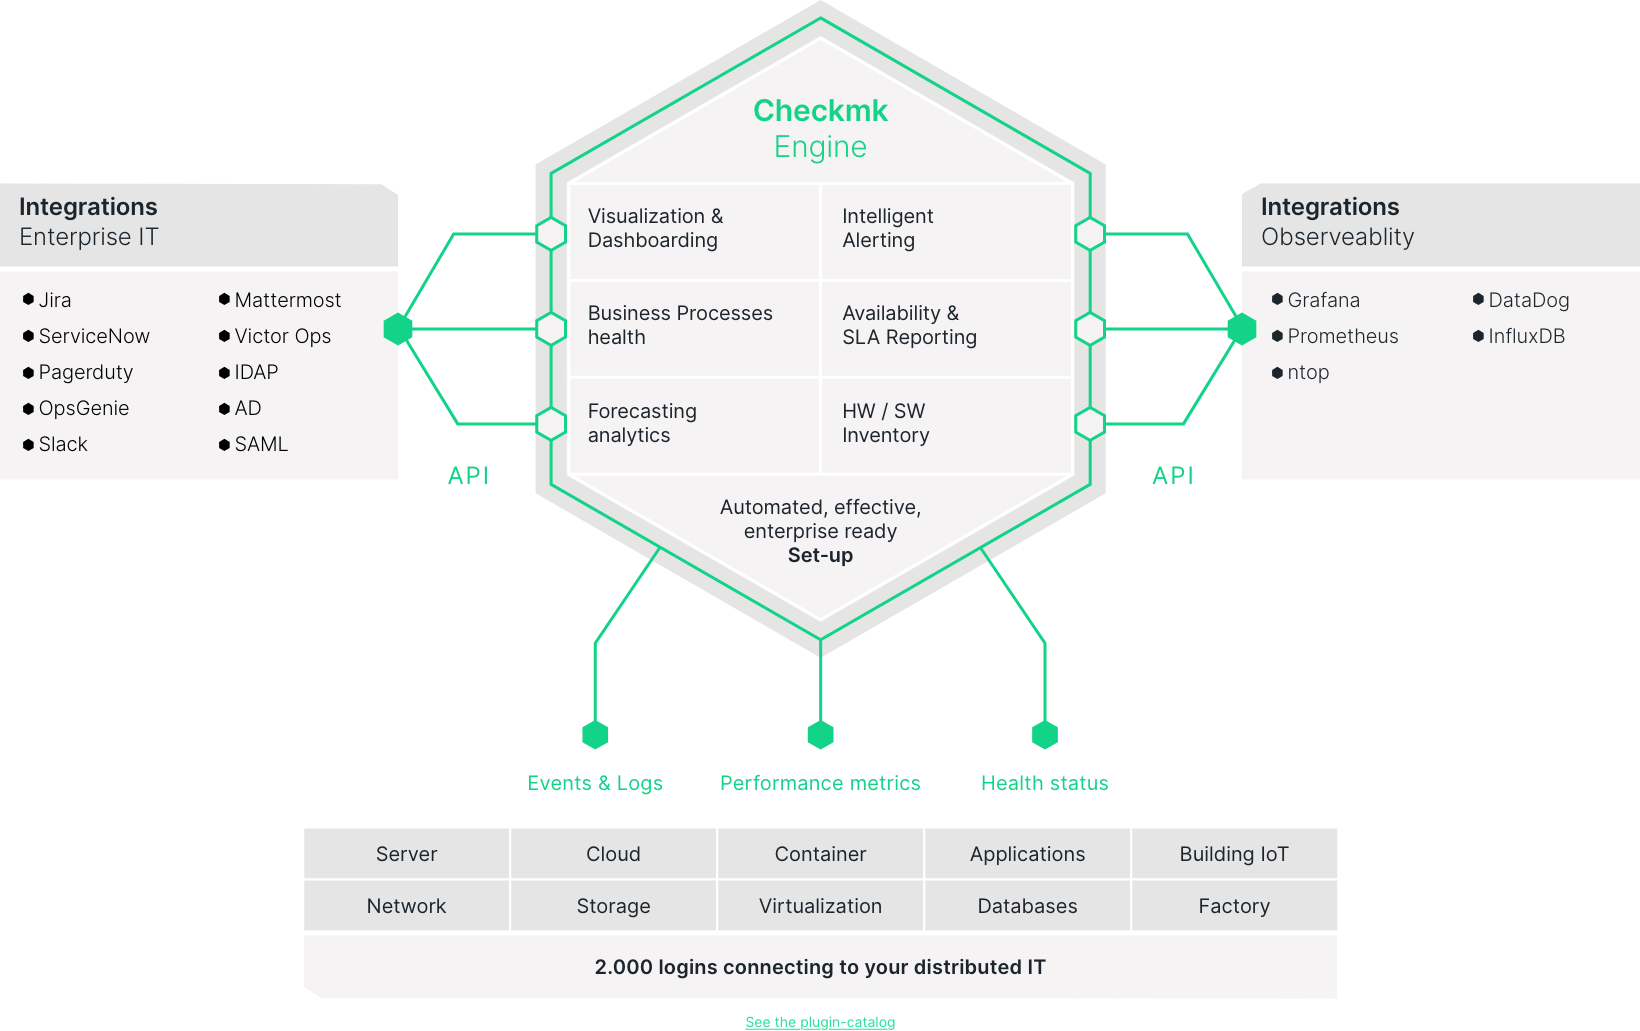 Checkmk
Engine
Integrations
Enterprise IT
Jira
ServiceNow
Pagerduty
OpsGenie
Slack
Mattermost
Victor Ops
IDAP
AD
SAML
API
Visualization &
Dashboarding
Intelligent
Alerting
Business Processes
health
Availability &
SLA Reporting
Forecasting
analytics
HW / SW
Inventory
Automated, effective,
enterprise ready
Set-up
Integrations
Observeablity
Grafana
Prometheus
ntop
DataDog
InfluxDB
API
Events & Logs
Performance metrics
Health status
Server
Cloud
Container
Applications
Building IoT
Network
Storage
Virtualization
Databases
Factory
2.000 logins connecting to your distributed IT
See the plugin-catalog